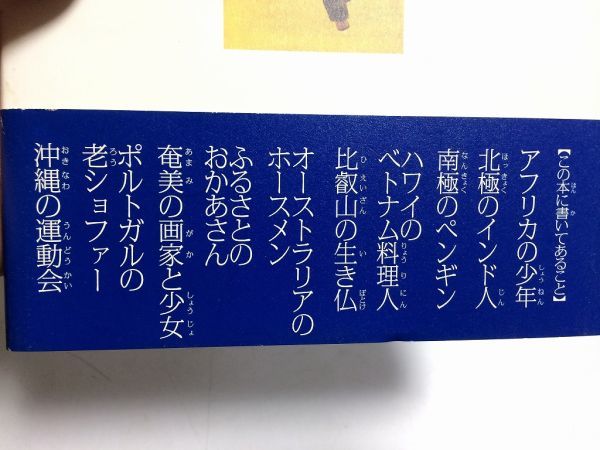 【この本に書いてあること】
アフリカの少年
北極のインド人
南極のペンギン
ハワイの
ベトナム料理人
比叡山の生き仏
オーストラリアの
ホースメン
ふるさとの
おかあさん
奄美の画家と少女
ポルトガルの
老ショファー
沖縄の運動会